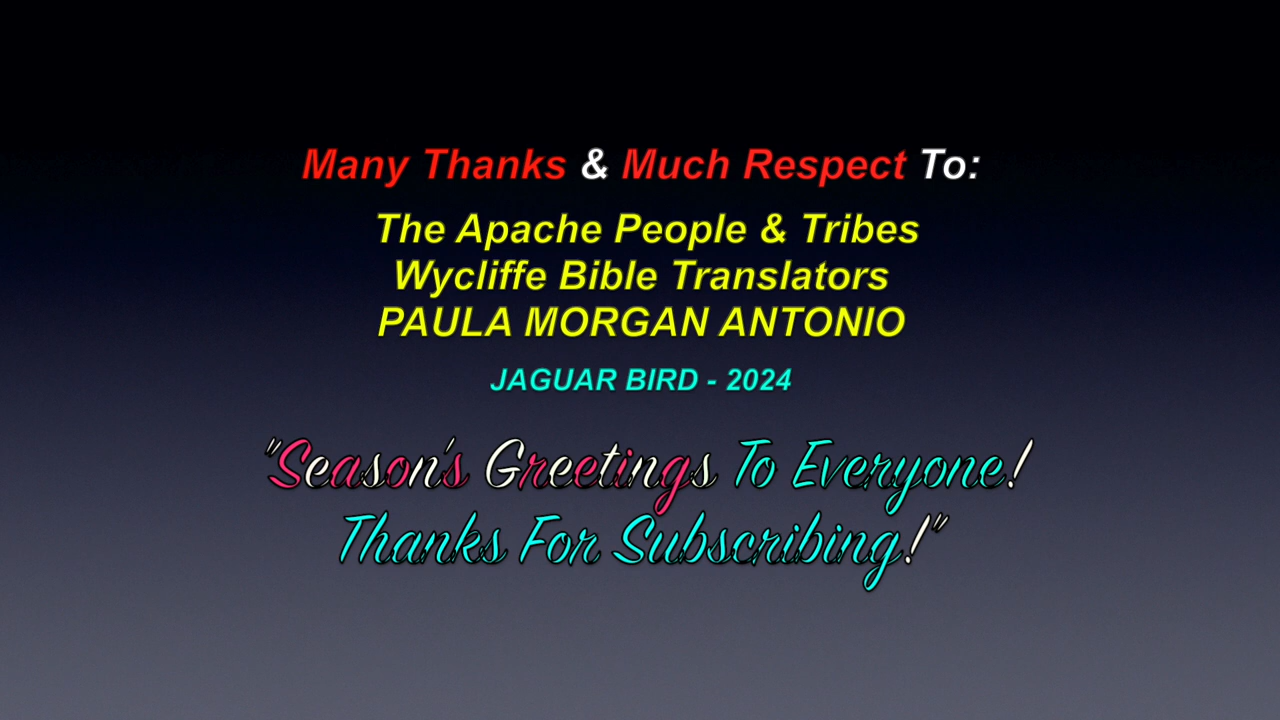 Many Thanks & Much Respect To:
The Apache People & Tribes
Wycliffe Bible Translators
PAULA MORGAN ANTONIO
JAGUAR BIRD - 2024
"Season's Greetings To Everyone!
Thanks For Subscribing!"